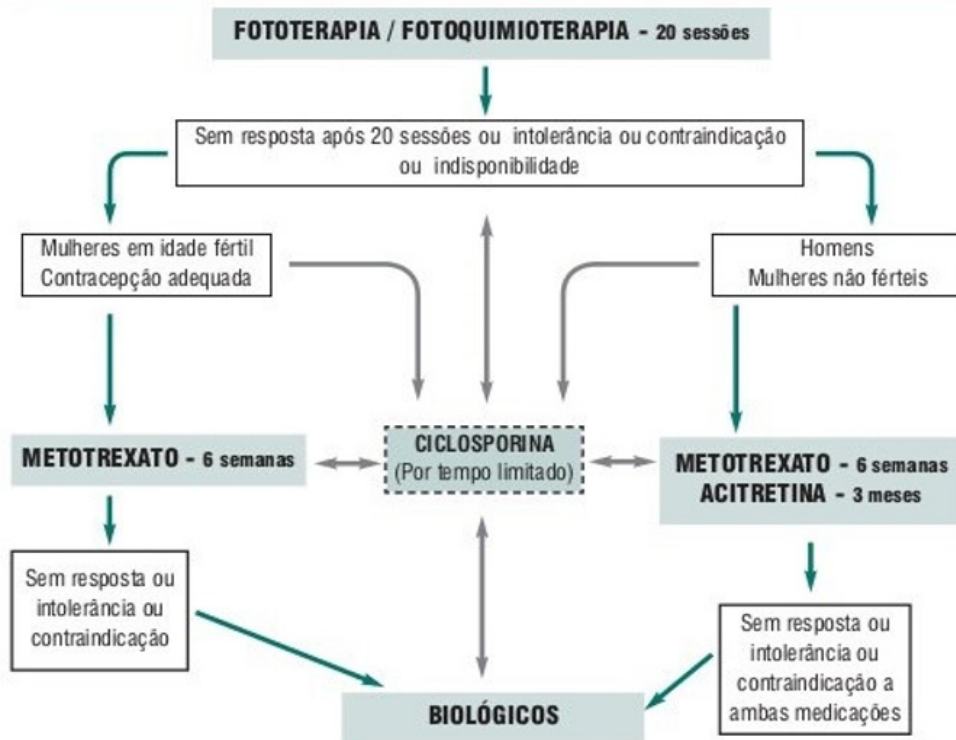 FOTOTERAPIA / FOTOQUIMIOTERAPIA - 20 sessões
Sem resposta após 20 sessões ou intolerância ou contraindicação
ou indisponibilidade
Mulheres em idade fértil
Contracepção adequada
Homens
Mulheres não férteis
METOTREXATO - 6 semanas
CICLOSPORINA
(Por tempo limitado)
METOTREXATO - 6 semanas
ACITRETINA - 3 meses
Sem resposta ou
intolerância ou
contraindicação
Sem resposta ou
intolerância ou
contraindicação a
ambas medicações
BIOLÓGICOS